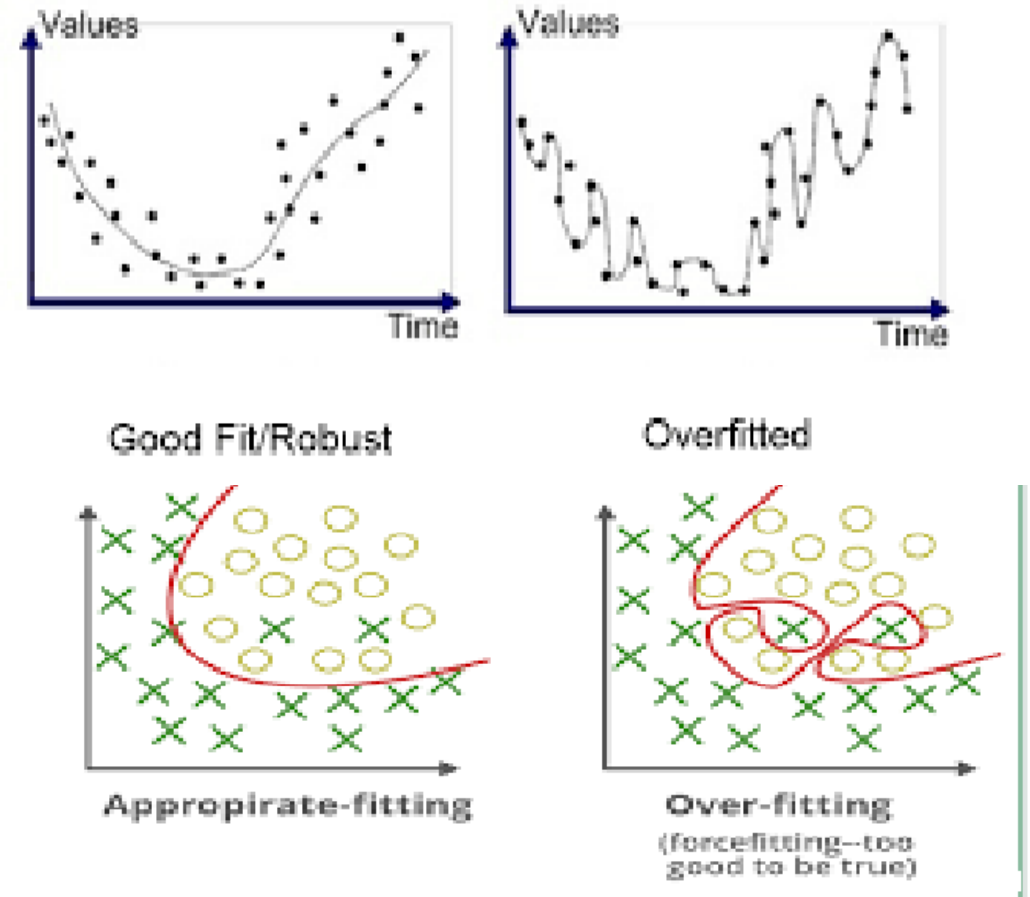 Values
Values
Time
Time
Good Fit/Robust
Overfitted
Appropirate-fitting
Over-fitting
(forcefitting--too
good to be true)